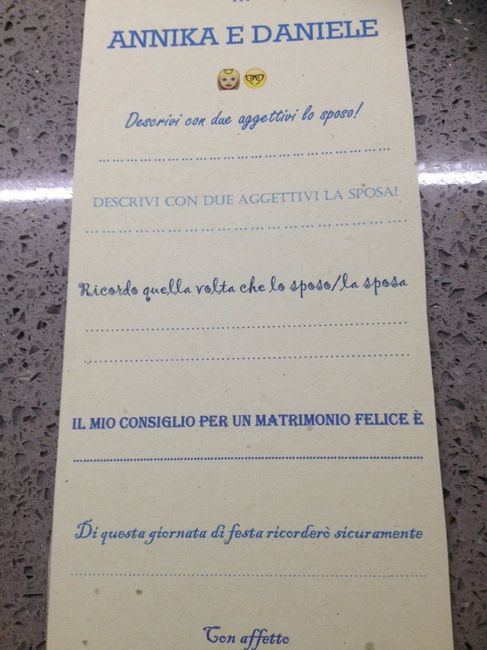 ANNIKA E DANIELE
Descrivi con due aggettivi lo sposo!
DESCRIVI CON DUE AGGETTIVI LA SPOSA!
Ricordo quella volta che lo sposo/la sposa
IL MIO CONSIGLIO PER UN MATRIMONIO FELICE È
Di questa giornata di festa ricorderò sicuramente
Con affetto